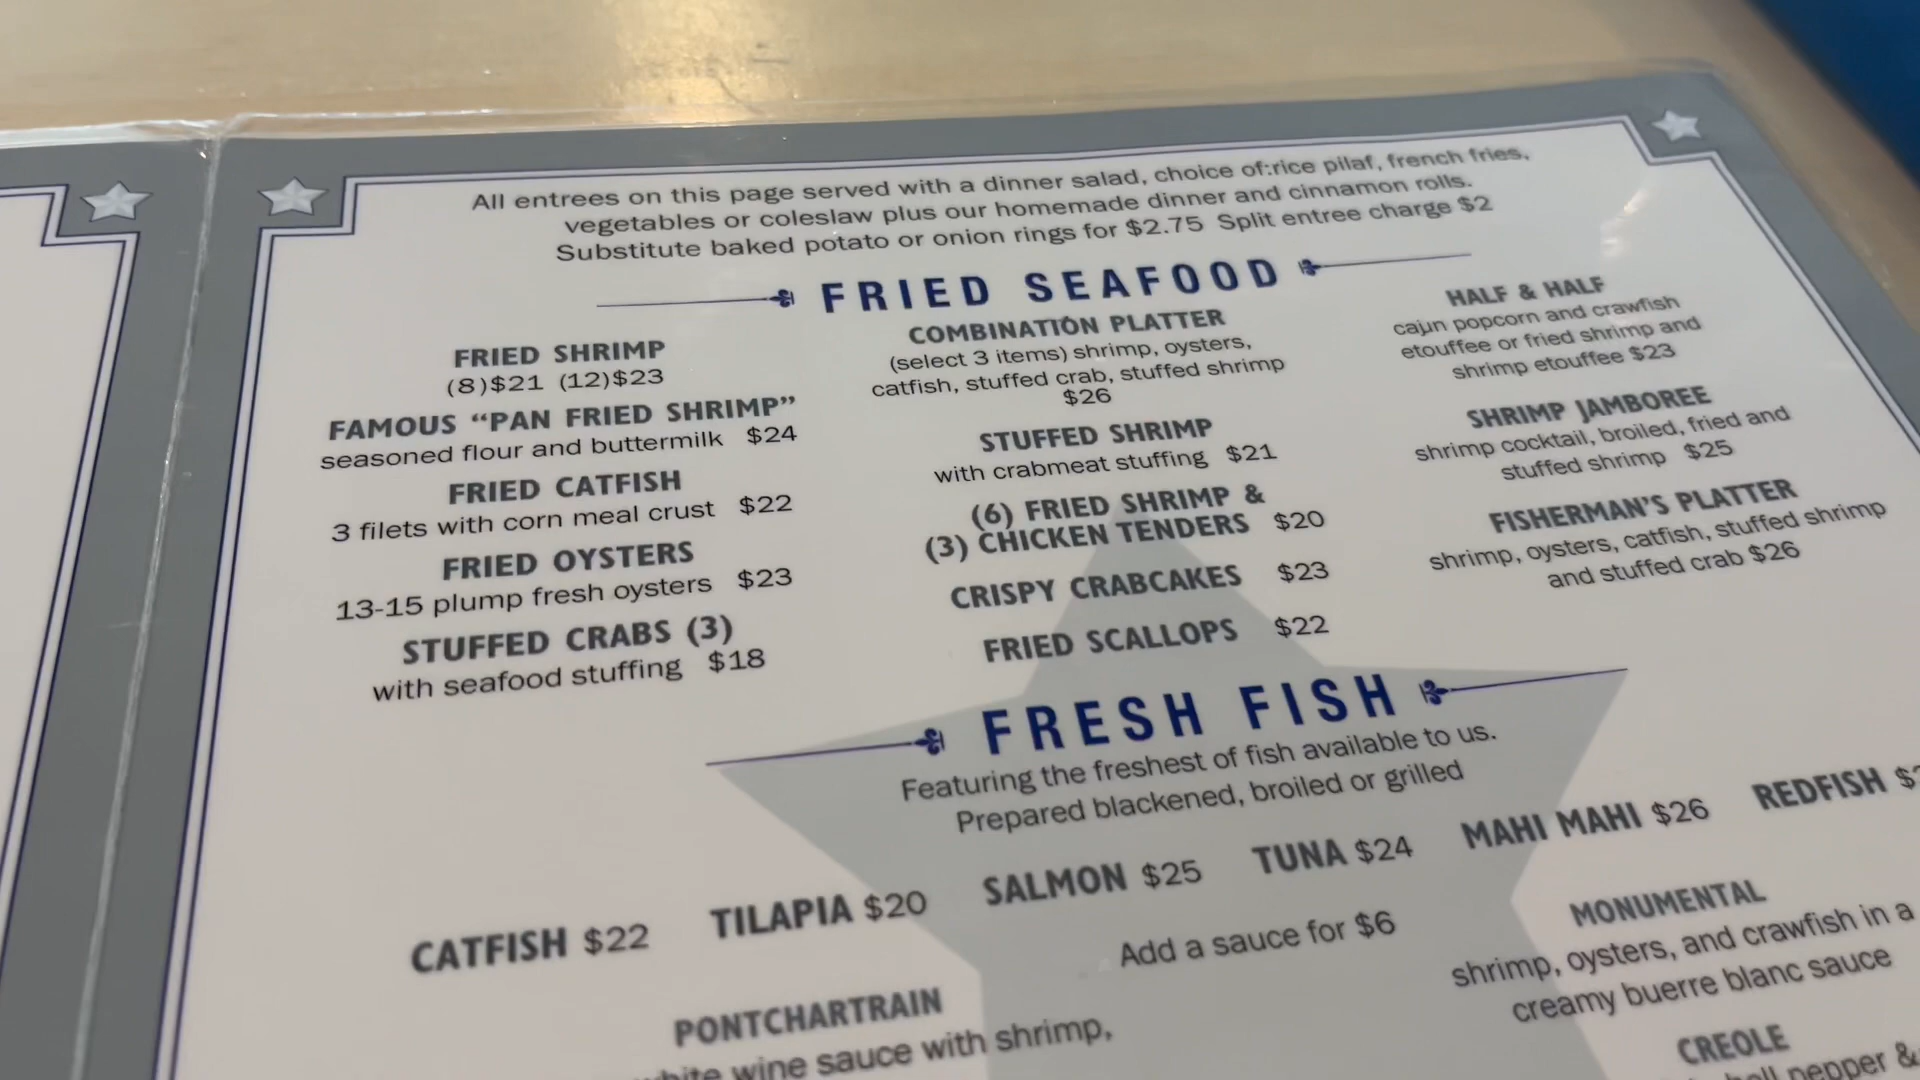 All entrees on this page served with a dinner salad, choice of:rice pilaf, french fries,
vegetables or coleslaw plus our homemade dinner and cinnamon rolls.
Substitute baked potato or onion rings for $2.75 Split entree charge $2
FRIED SEAFOOD
FRIED SHRIMP
(8)$21 (12)$23
FAMOUS “PAN FRIED SHRIMP”
seasoned flour and buttermilk $24
FRIED CATFISH
3 filets with corn meal crust $22
FRIED OYSTERS
13-15 plump fresh oysters $23
STUFFED CRABS (3)
with seafood stuffing $18
COMBINATION PLATTER
(select 3 items) shrimp, oysters,
catfish, stuffed crab, stuffed shrimp
$26
STUFFED SHRIMP
with crabmeat stuffing $21
(6) FRIED SHRIMP &
(3) CHICKEN TENDERS $20
CRISPY CRABCAKES $23
FRIED SCALLOPS $22
HALF & HALF
cajun popcorn and crawfish
etouffee or fried shrimp and
shrimp etouffee $23
SHRIMP JAMBOREE
shrimp cocktail, broiled, fried and
stuffed shrimp $25
FISHERMAN'S PLATTER
shrimp, oysters, catfish, stuffed shrimp
and stuffed crab $26
FRESH FISH
Featuring the freshest of fish available to us.
Prepared blackened, broiled or grilled
CATFISH $22 TILAPIA $20 SALMON $25 TUNA $24 MAHI MAHI $26 REDFISH
Add a sauce for $6
PONTCHARTRAIN
wine sauce with shrimp,
MONUMENTAL
shrimp, oysters, and crawfish in a
creamy buerre blanc sauce
CREOLE
pepper &